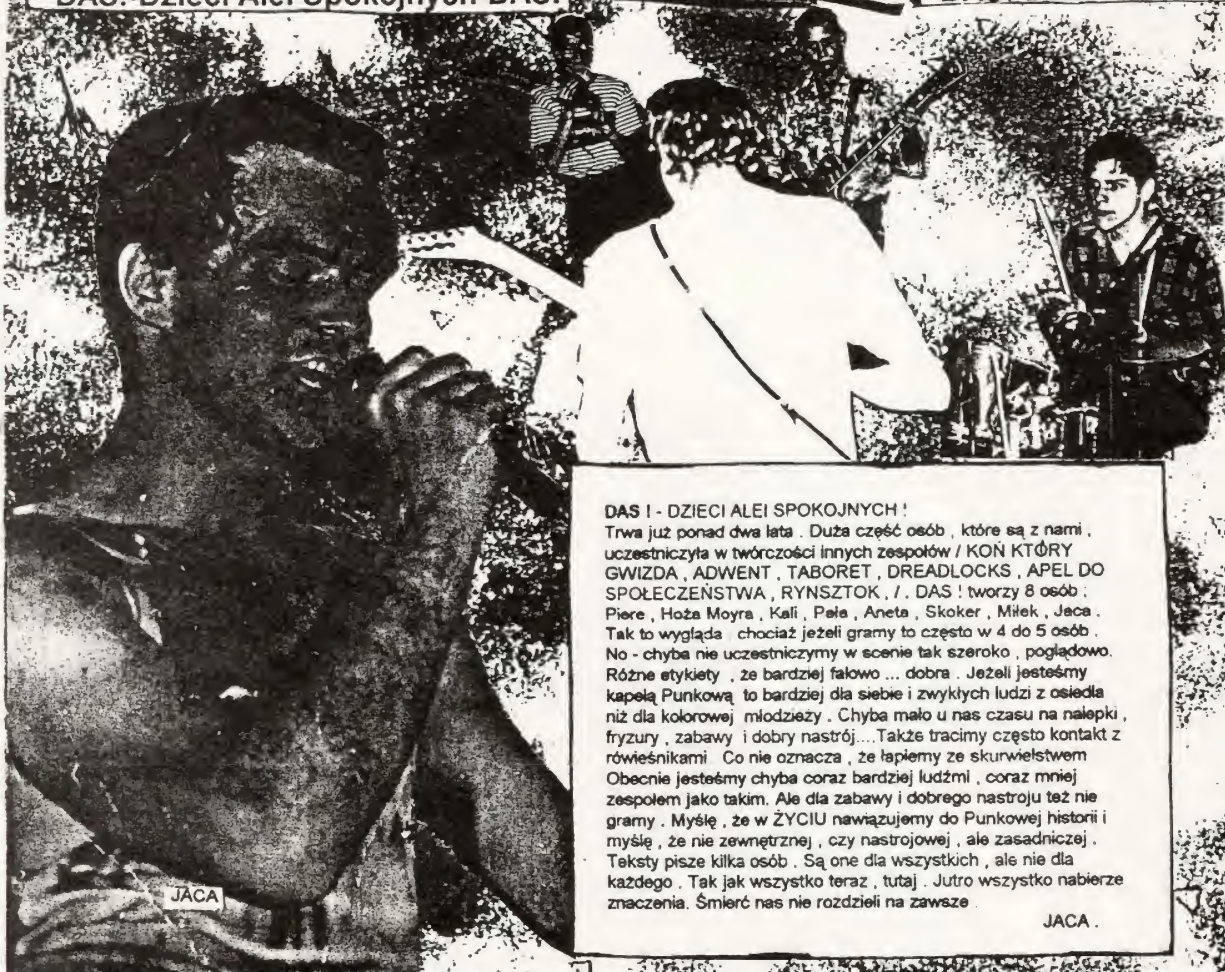 DAS!-Dzieci Alei Spokojnych-DAS!
DAS ! - DZIECI ALEI SPOKOJNYCH !
Trwa już ponad dwa lata . Duża część osób , które są z nami ,
uczestniczyła w twórczości innych zespołów / KOŃ KTÓRY
GWIZDA , ADWENT , TABORET , DREADLOCKS , APEL DO
SPOŁECZEŃSTWA , RYNSZTOK , / . DAS ! tworzy 8 osób :
Piere , Hoża Moyra , Kali , Pała , Aneta , Skoker , Miłek , Jaca .
Tak to wygląda chociaż jeżeli gramy to często w 4 do 5 osób .
No - chyba nie uczestniczymy w scenie tak szeroko , poglądowo.
Różne etykiety , że bardziej falowo ... dobra . Jeżeli jesteśmy
kapelą Punkową to bardziej dla siebie i zwykłych ludzi z osiedla
niż dla kolorowej młodzieży . Chyba mało u nas czasu na nalepki ,
fryzury , zabawy i dobry nastrój....Także tracimy często kontakt z
rówieśnikami Co nie oznacza , że łapiemy ze skurwielstwem
Obecnie jesteśmy chyba coraz bardziej ludźmi , coraz mniej
zespołem jako takim. Ale dla zabawy i dobrego nastroju też nie
gramy . Myślę , że w ŻYCIU nawiązujemy do Punkowej historii i
myślę , że nie zewnętrznej , czy nastrojowej , ale zasadniczej .
Teksty pisze kilka osób . Są one dla wszystkich , ale nie dla
każdego . Tak jak wszystko teraz , tutaj . Jutro wszystko nabierze
znaczenia. Śmierć nas nie rozdzieli na zawsze .
JACA .
JACA